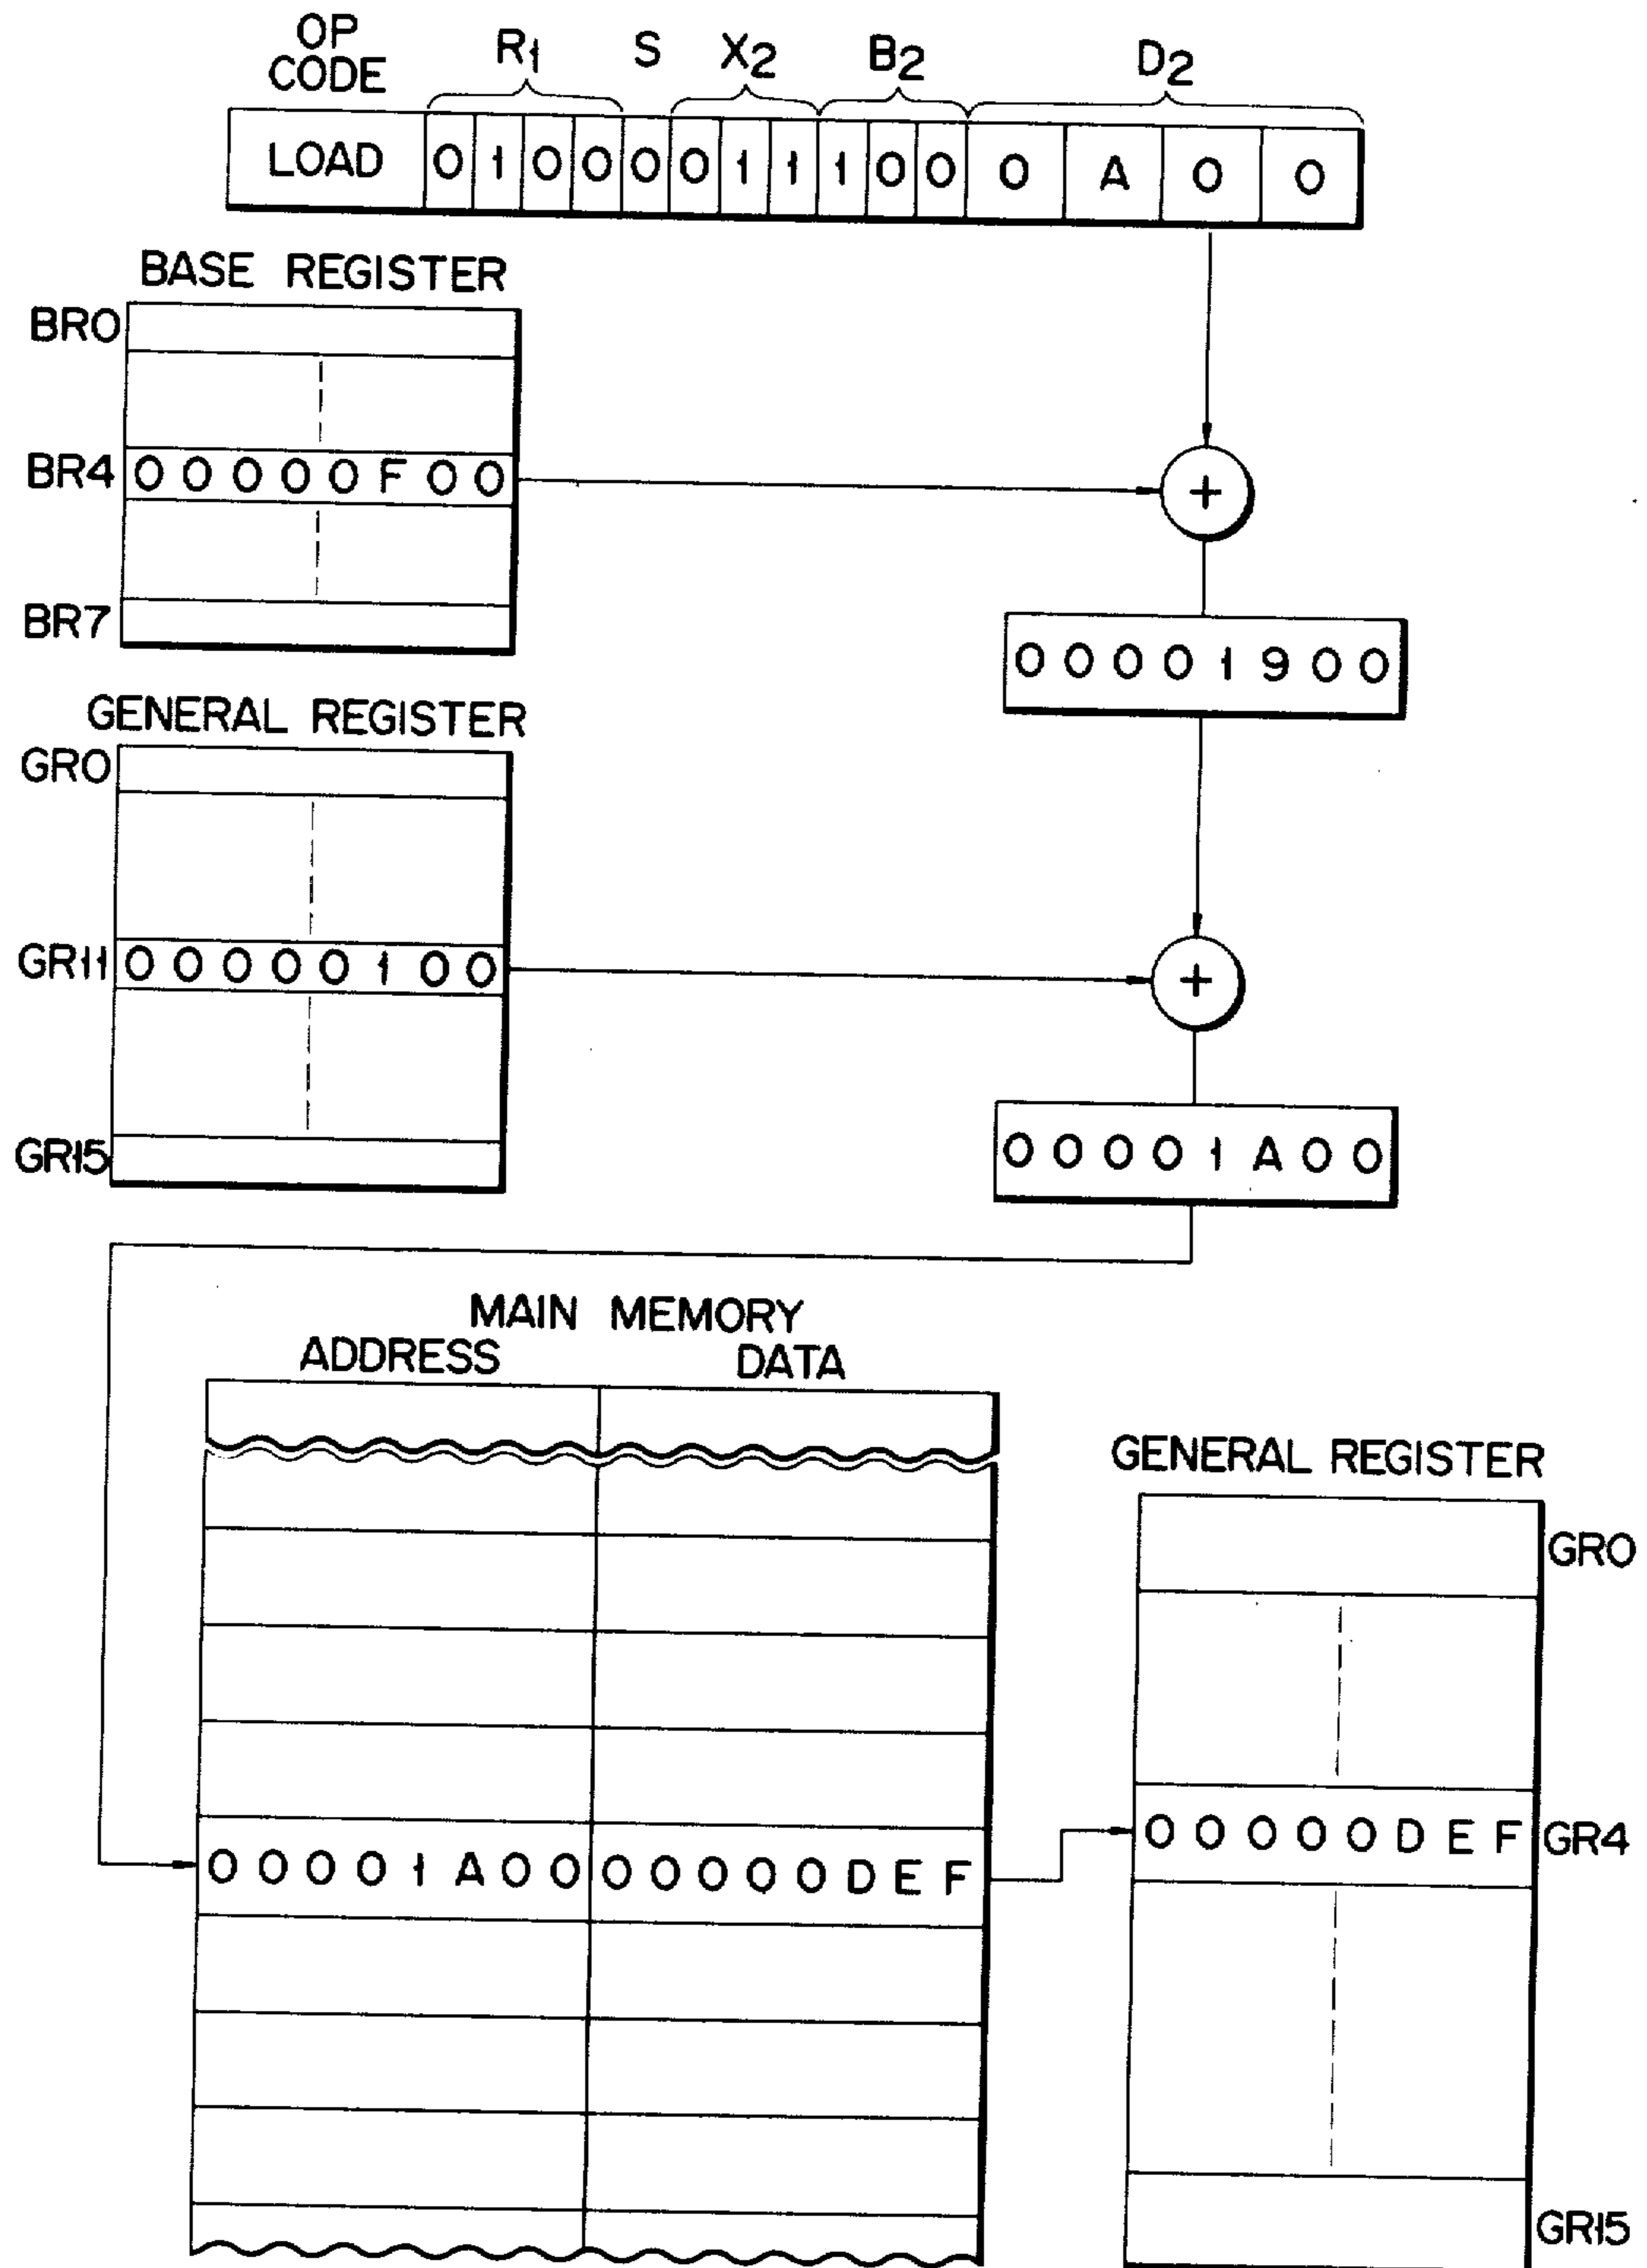 OP
CODE R1 S X2 B2 D2
LOAD 0 1 0 0 0 0 1 1 1 0 0 0 A 0 0
BASE REGISTER
BR0
BR4 0 0 0 0 0 F 0 0
+
BR7
0 0 0 0 1 9 0 0
GENERAL REGISTER
GR0
GR11 0 0 0 0 0 1 0 0
+
GR15
0 0 0 0 1 A 0 0
MAIN MEMORY
ADDRESS DATA
GENERAL REGISTER
GR0
0 0 0 0 1 A 0 0 0 0 0 0 0 D E F
0 0 0 0 0 D E F GR4
GR15